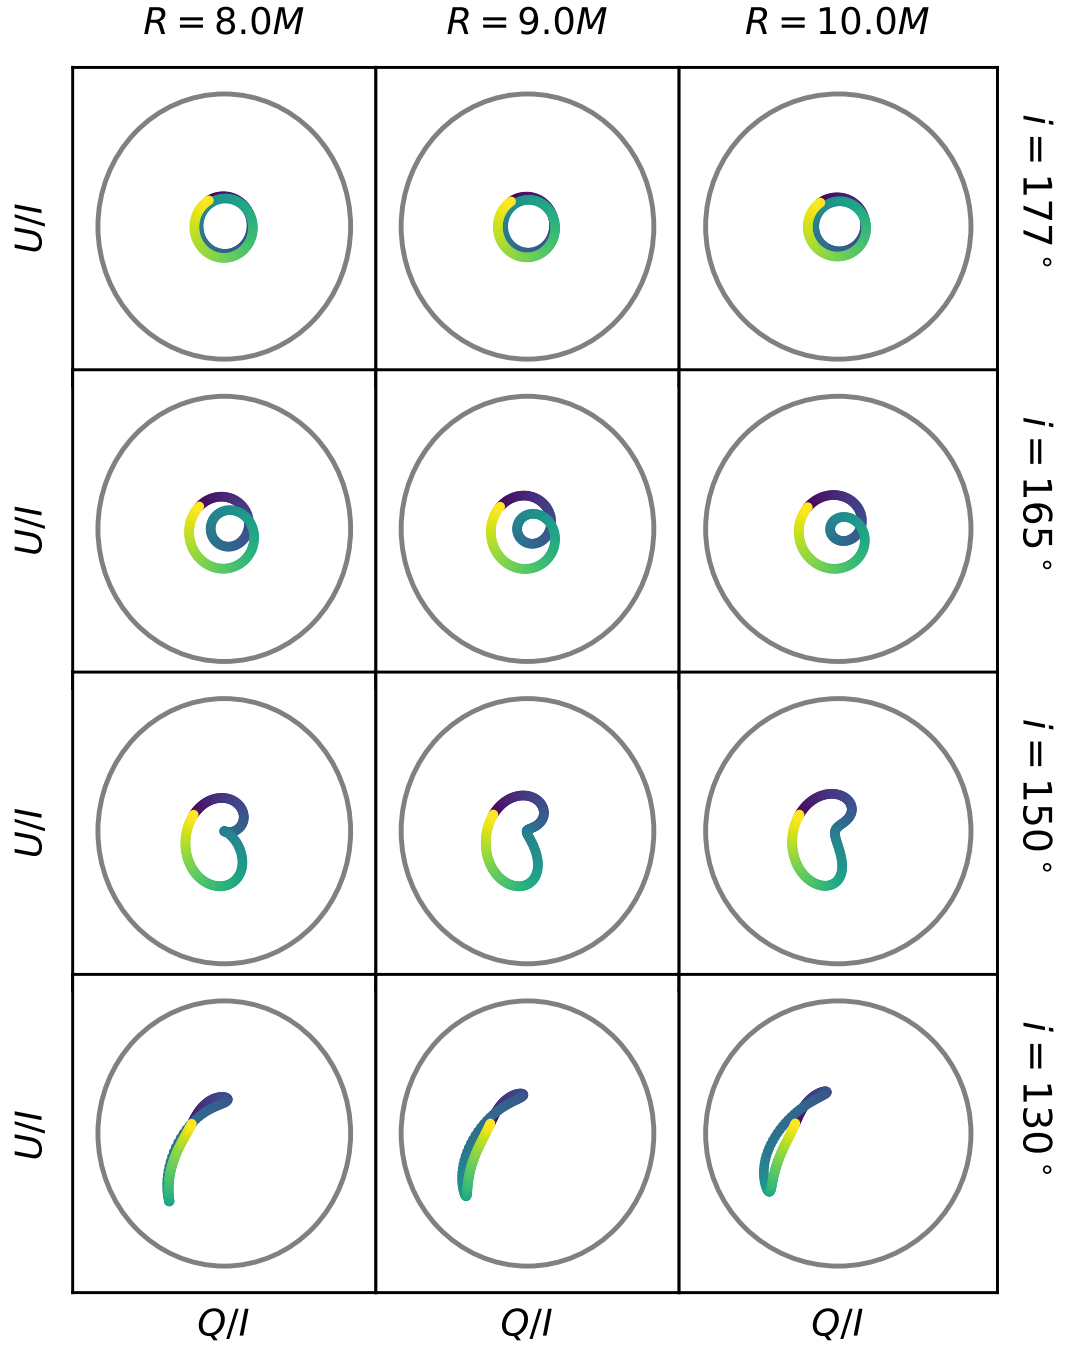 R = 8.0M R = 9.0M R = 10.0M
U/I
i = 177°
U/I
i = 165°
U/I
i = 150°
U/I
i = 130°
Q/I Q/I Q/I